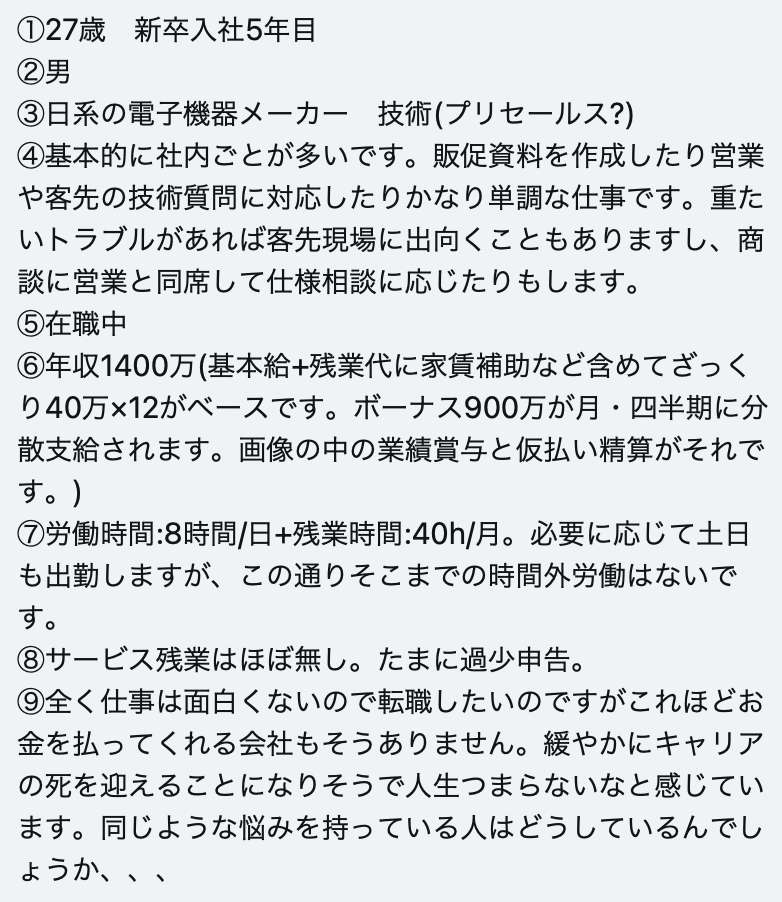 ①27歳　新卒入社5年目
②男
③日系の電子機器メーカー　技術(プリセールス?)
④基本的に社内ごとが多いです。販促資料を作成したり営業
や客先の技術質問に対応したりかなり単調な仕事です。重た
いトラブルがあれば客先現場に出向くこともありますし、商
談に営業と同席して仕様相談に応じたりもします。
⑤在職中
⑥年収1400万(基本給+残業代に家賃補助など含めてざっく
り40万×12がベースです。ボーナス900万が月・四半期に分
散支給されます。画像の中の業績賞与と仮払い精算がそれで
す。)
⑦労働時間:8時間/日+残業時間:40h/月。必要に応じて土日
も出勤しますが、この通りそこまでの時間外労働はないで
す。
⑧サービス残業はほぼ無し。たまに過少申告。
⑨全く仕事は面白くないので転職したいのですがこれほどお
金を払ってくれる会社もそうありません。緩やかにキャリア
の死を迎えることになりそうで人生つまらないなと感じてい
ます。同じような悩みを持っている人はどうしているんでし
ょうか、、、